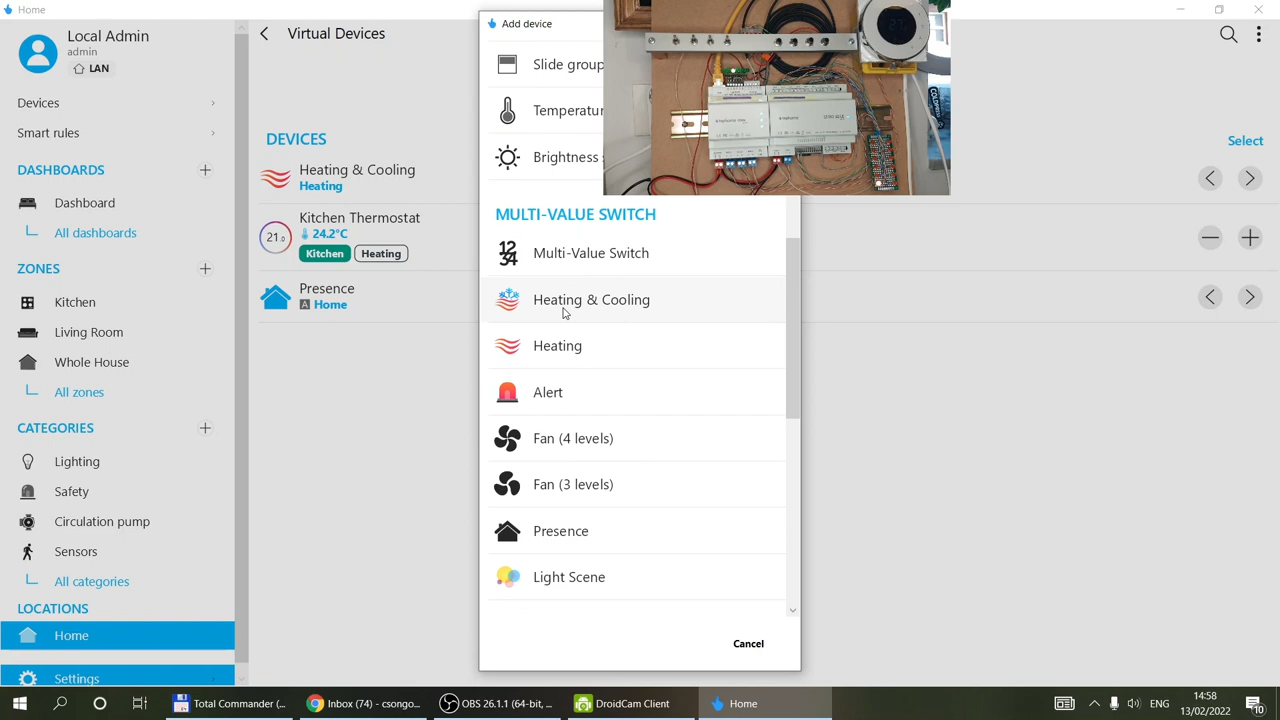 Home
Local Admin
admin
LAN
Devices
Smart rules
DASHBOARDS
Dashboard
All dashboards
ZONES
Kitchen
Living Room
Whole House
All zones
CATEGORIES
Lighting
Safety
Circulation pump
Sensors
All categories
LOCATIONS
Home
Settings
Virtual Devices
DEVICES
Select
Heating & Cooling
Heating
Kitchen Thermostat
21.0
24.2°C
Kitchen
Heating
Presence
A Home
Add device
Slide group
Temperatur
Brightness
MULTI-VALUE SWITCH
12
34
Multi-Value Switch
Heating & Cooling
Heating
Alert
Fan (4 levels)
Fan (3 levels)
Presence
Light Scene
Cancel
Total Commander (...
Inbox (74) - csongo...
OBS 26.1.1 (64-bit, ...
DroidCam Client
Home
ENG
14:58
13/02/2022